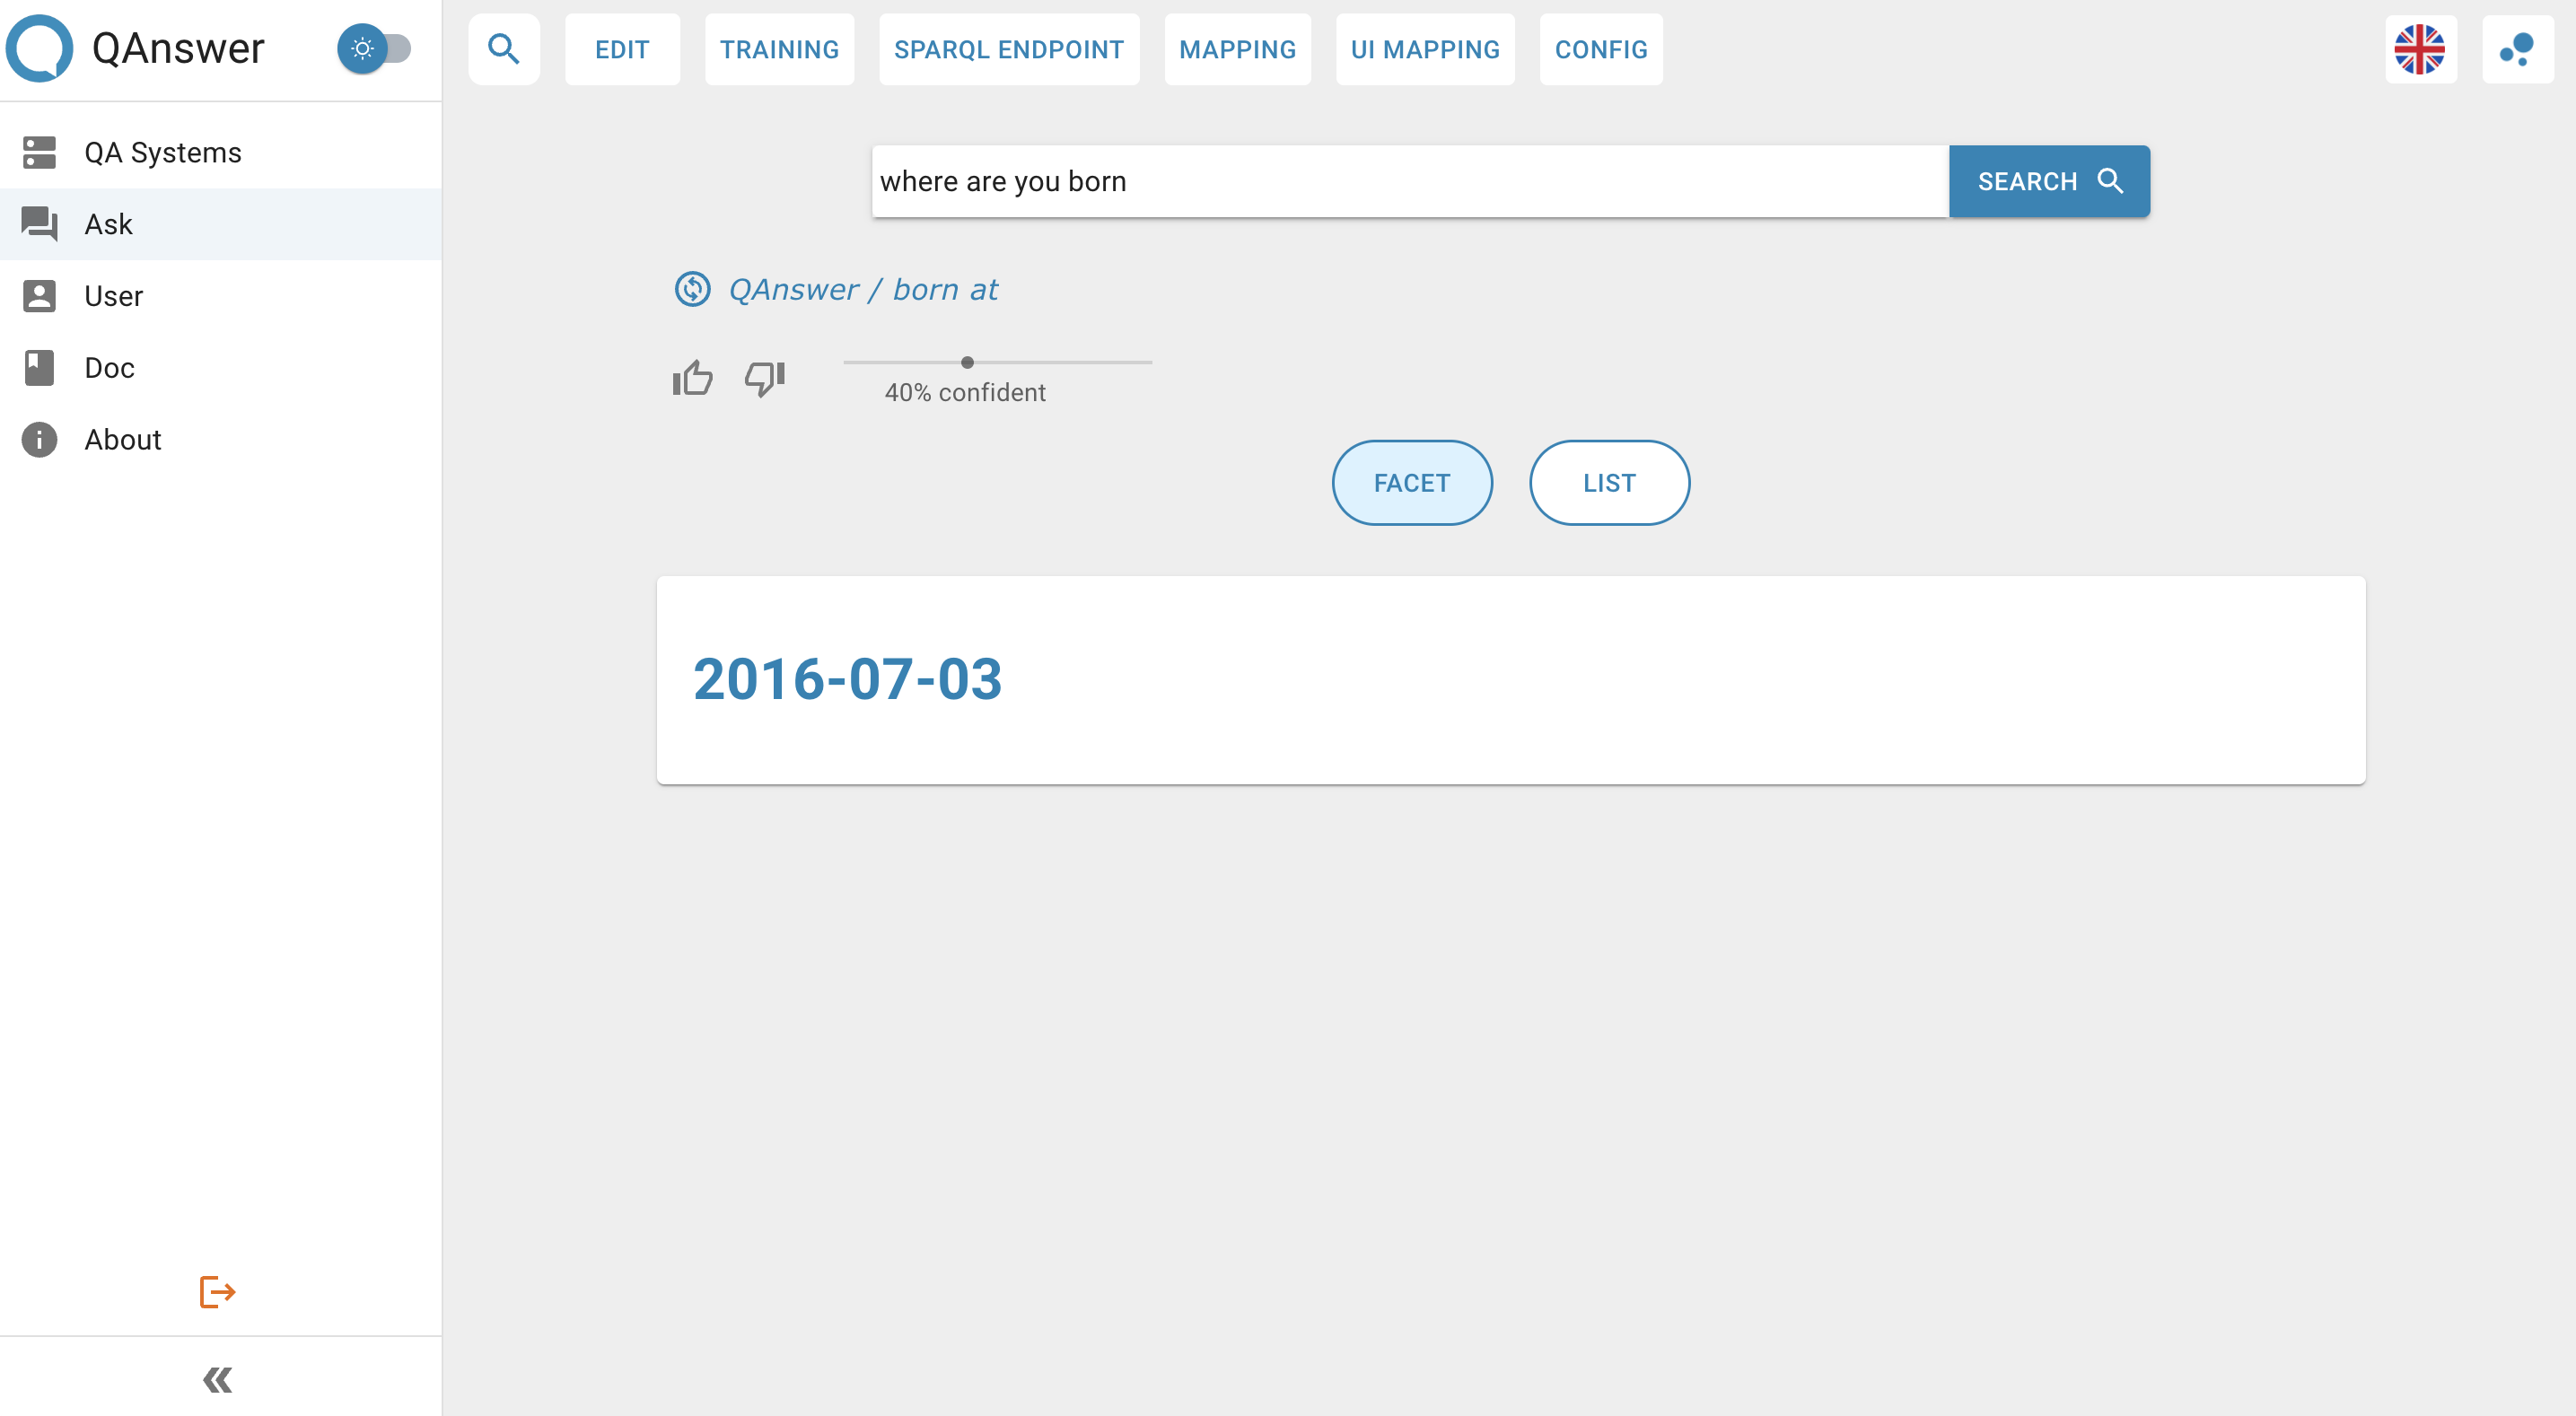 QAnswer
QA Systems
Ask
User
Doc
About
EDIT
TRAINING
SPARQL ENDPOINT
MAPPING
UI MAPPING
CONFIG
where are you born
SEARCH
QAnswer / born at
40% confident
FACET
LIST
2016-07-03